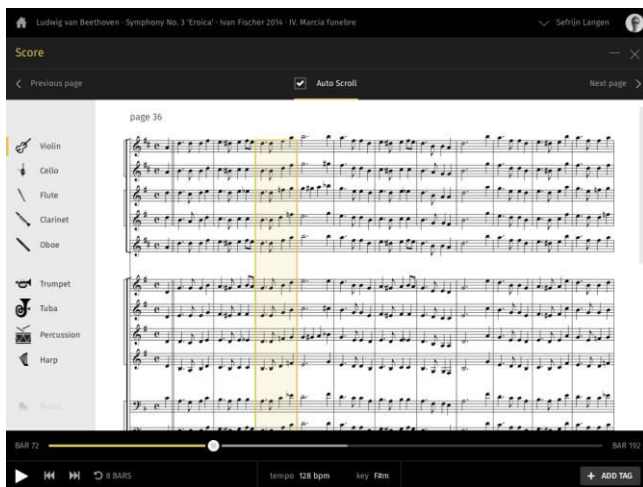 Ludwig van Beethoven · Symphony No. 3 'Eroica' · Ivan Fischer 2014 · IV. Marcia funebre
Sefrijn Langen
Score
Previous page
Auto Scroll
Next page
page 36
Violin
Cello
Flute
Clarinet
Oboe
Trumpet
Tuba
Percussion
Harp
BAR 72
BAR 192
8 BARS
tempo 128 bpm
key F#m
+ ADD TAG